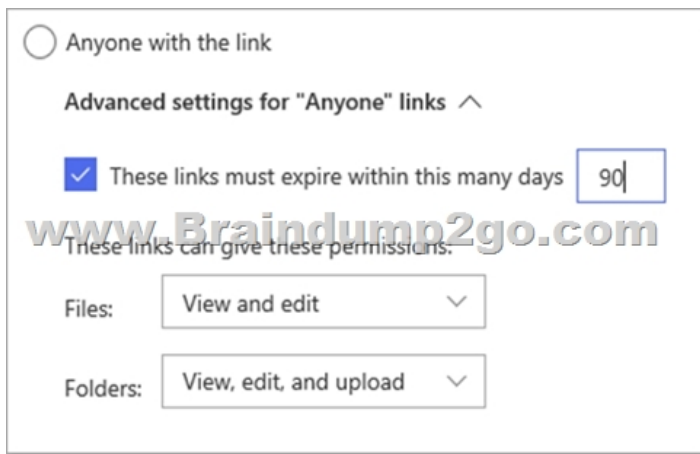 Anyone with the link
Advanced settings for "Anyone" links
These links must expire within this many days 90
www.Braindump2go.com
These links can give these permissions:
Files: View and edit
Folders: View, edit, and upload